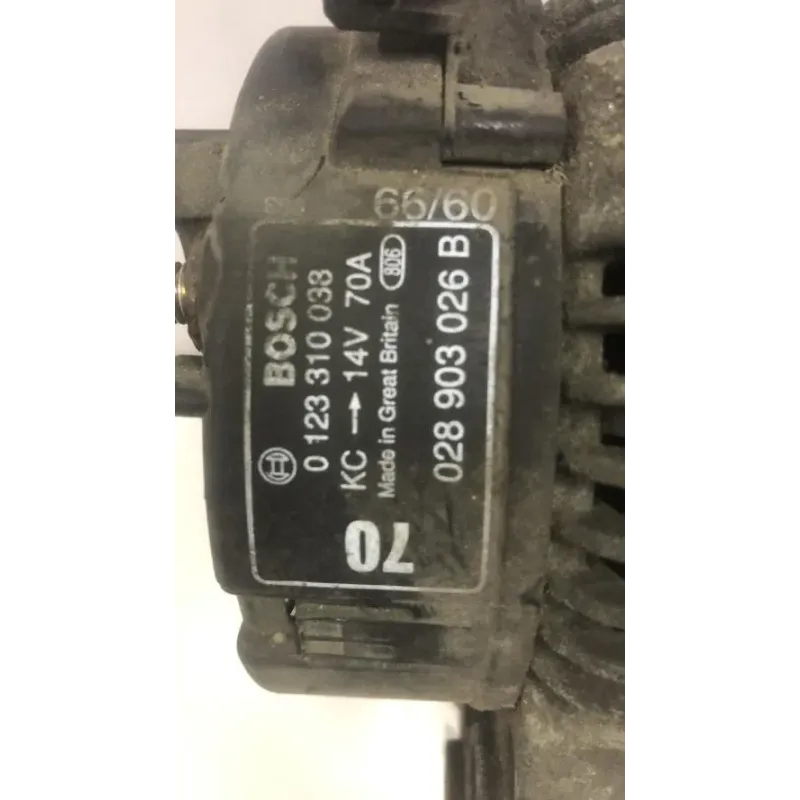 66/60
BOSCH
0 123 310 038
KC → 14V 70A
Made in Great Britain 806
028 903 026 B
70